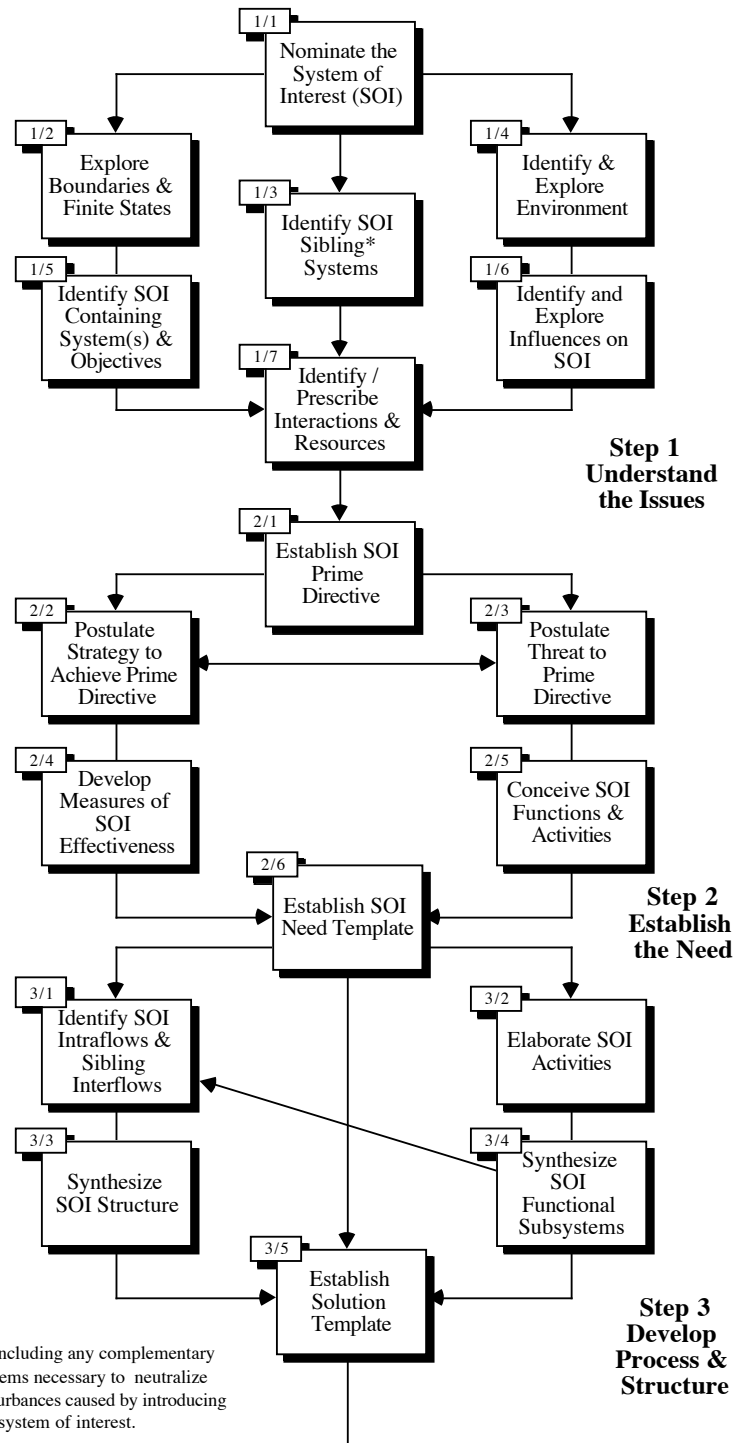 1/1
Nominate the
System of
Interest (SOI)
1/2
Explore
Boundaries &
Finite States
1/3
Identify SOI
Sibling*
Systems
1/4
Identify &
Explore
Environment
1/5
Identify SOI
Containing
System(s) &
Objectives
1/6
Identify and
Explore
Influences on
SOI
1/7
Identify /
Prescribe
Interactions &
Resources
Step 1
Understand
the Issues
2/1
Establish SOI
Prime
Directive
2/2
Postulate
Strategy to
Achieve Prime
Directive
2/3
Postulate
Threat to
Prime
Directive
2/4
Develop
Measures of
SOI
Effectiveness
2/5
Conceive SOI
Functions &
Activities
2/6
Establish SOI
Need Template
Step 2
Establish
the Need
3/1
Identify SOI
Intraflows &
Sibling
Interflows
3/2
Elaborate SOI
Activities
3/3
Synthesize
SOI Structure
3/4
Synthesize
SOI
Functional
Subsystems
3/5
Establish
Solution
Template
Step 3
Develop
Process &
Structure
ncluding any complementary
ems necessary to neutralize
urbances caused by introducing
system of interest.